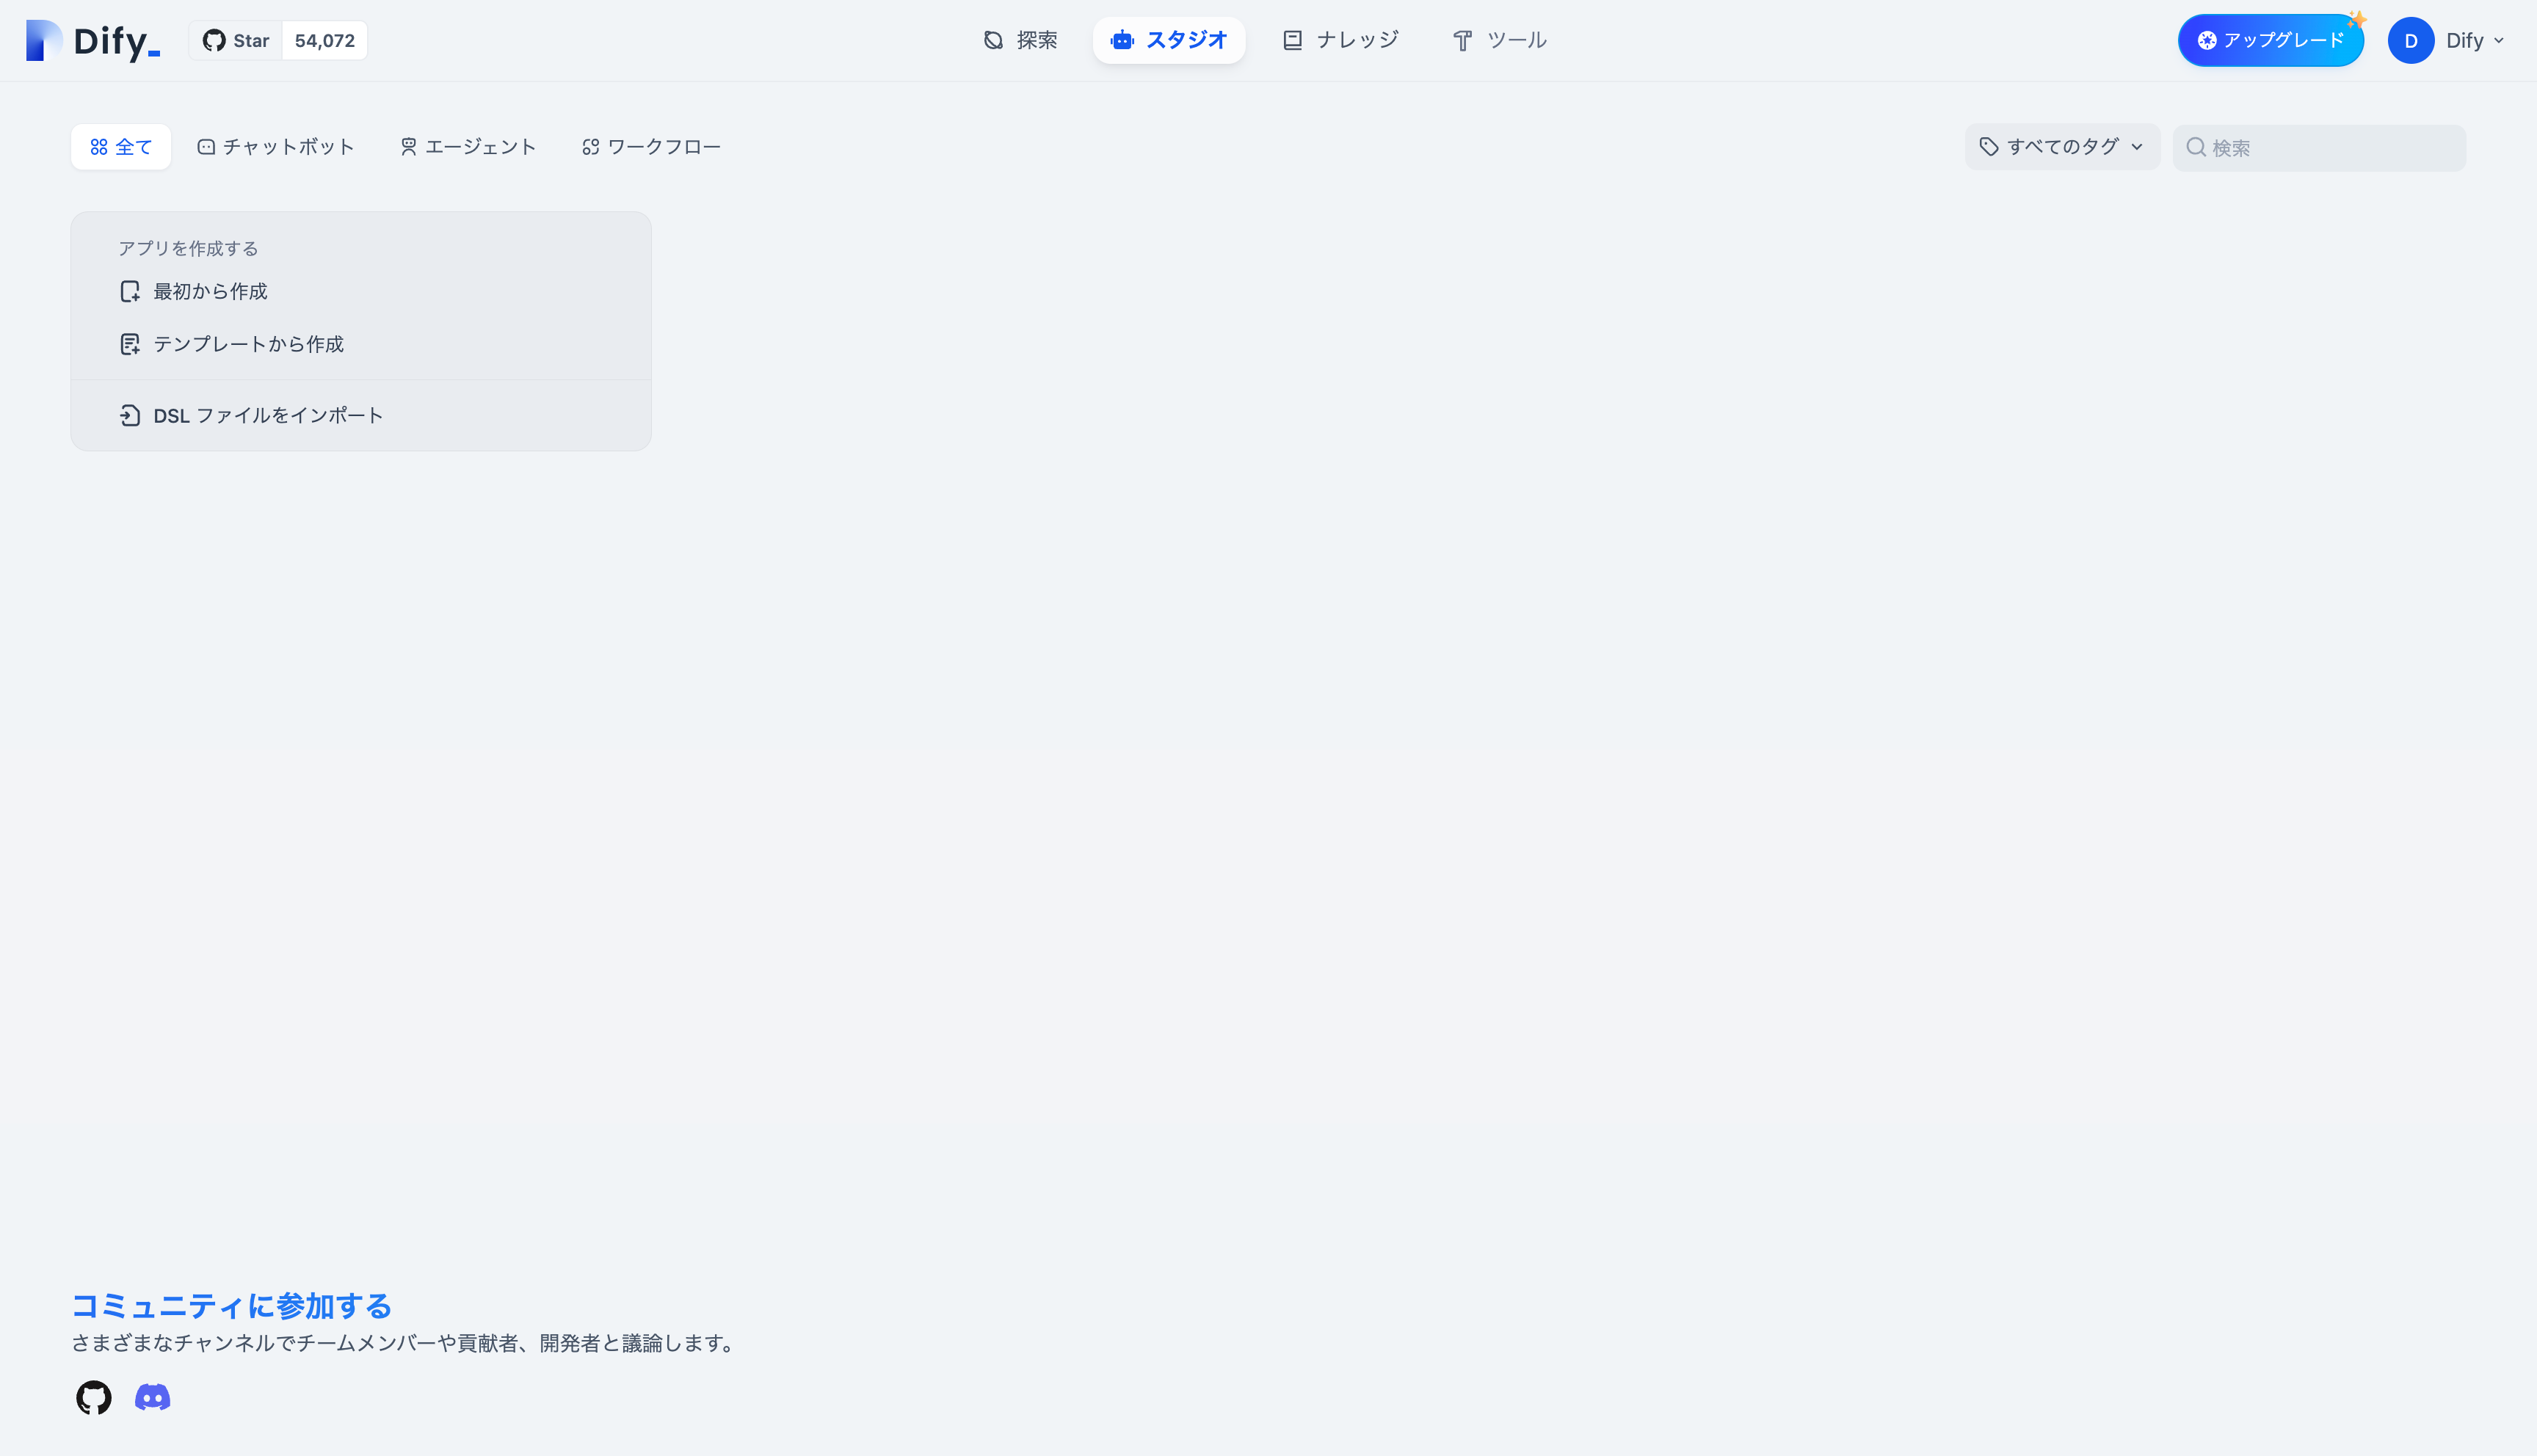 Dify_ Star 54,072 探索 スタジオ ナレッジ ツール アップグレード D Dify
全て チャットボット エージェント ワークフロー すべてのタグ 検索
アプリを作成する
最初から作成
テンプレートから作成
DSL ファイルをインポート
コミュニティに参加する
さまざまなチャンネルでチームメンバーや貢献者、開発者と議論します。